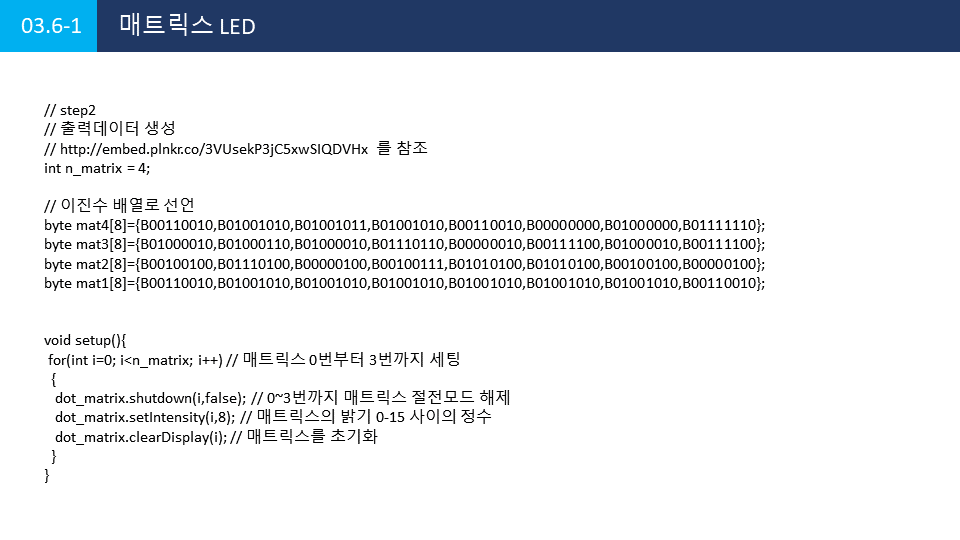 03.6-1
매트릭스 LED
// step2
// 출력데이터 생성
// http://embed.plnkr.co/3VUsekP3jC5xwSIQDVHx 를 참조
int n_matrix = 4;
// 이진수 배열로 선언
byte mat4[8]={B00110010,B01001010,B01001011,B01001010,B00110010,B00000000,B01000000,B01111110};
byte mat3[8]={B01000010,B01000110,B01000010,B01110110,B00000010,B00111100,B01000010,B00111100};
byte mat2[8]={B00100100,B01110100,B00000100,B00100111,B01010100,B01010100,B00100100,B00000100};
byte mat1[8]={B00110010,B01001010,B01001010,B01001010,B01001010,B01001010,B01001010,B00110010};
void setup(){
for(int i=0; i<n_matrix; i++) // 매트릭스 0번부터 3번까지 세팅
{
dot_matrix.shutdown(i,false); // 0~3번까지 매트릭스 절전모드 해제
dot_matrix.setIntensity(i,8); // 매트릭스의 밝기 0-15 사이의 정수
dot_matrix.clearDisplay(i); // 매트릭스를 초기화
}
}